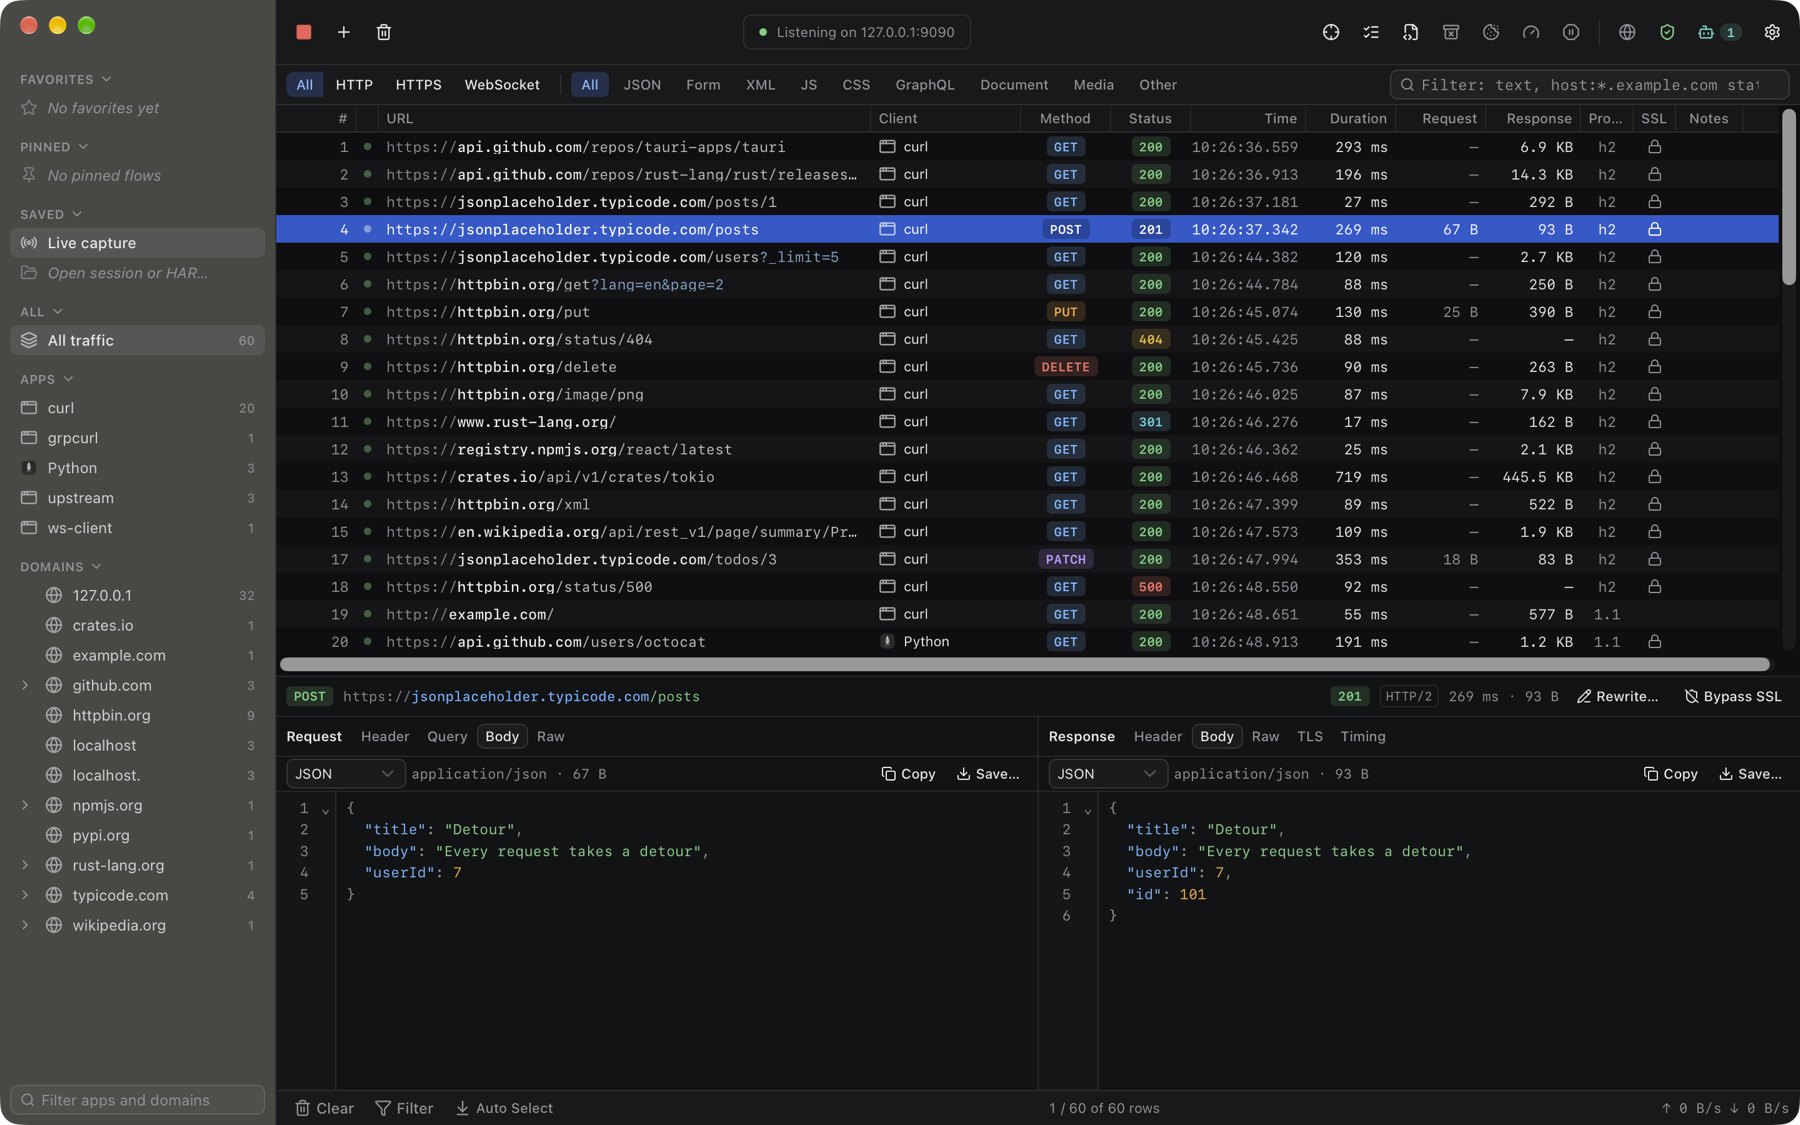 Listening on 127.0.0.1:9090
1
FAVORITES
No favorites yet
PINNED
No pinned flows
SAVED
Live capture
Open session or HAR...
ALL
All traffic 60
APPS
curl 20
grpcurl 1
Python 3
upstream 3
ws-client 1
DOMAINS
127.0.0.1 32
crates.io 1
example.com 1
github.com 3
httpbin.org 9
localhost 3
localhost. 3
npmjs.org 1
pypi.org 1
rust-lang.org 1
typicode.com 4
wikipedia.org 1
Filter apps and domains
All HTTP HTTPS WebSocket All JSON Form XML JS CSS GraphQL Document Media Other Filter: text, host:*.example.com stat
# URL Client Method Status Time Duration Request Response Pro... SSL Notes
1 https://api.github.com/repos/tauri-apps/tauri curl GET 200 10:26:36.559 293 ms — 6.9 KB h2
2 https://api.github.com/repos/rust-lang/rust/releases… curl GET 200 10:26:36.913 196 ms — 14.3 KB h2
3 https://jsonplaceholder.typicode.com/posts/1 curl GET 200 10:26:37.181 27 ms — 292 B h2
4 https://jsonplaceholder.typicode.com/posts curl POST 201 10:26:37.342 269 ms 67 B 93 B h2
5 https://jsonplaceholder.typicode.com/users?_limit=5 curl GET 200 10:26:44.382 120 ms — 2.7 KB h2
6 https://httpbin.org/get?lang=en&page=2 curl GET 200 10:26:44.784 88 ms — 250 B h2
7 https://httpbin.org/put curl PUT 200 10:26:45.074 130 ms 25 B 390 B h2
8 https://httpbin.org/status/404 curl GET 404 10:26:45.425 88 ms — — h2
9 https://httpbin.org/delete curl DELETE 200 10:26:45.736 90 ms — 263 B h2
10 https://httpbin.org/image/png curl GET 200 10:26:46.025 87 ms — 7.9 KB h2
11 https://www.rust-lang.org/ curl GET 301 10:26:46.276 17 ms — 162 B h2
12 https://registry.npmjs.org/react/latest curl GET 200 10:26:46.362 25 ms — 2.1 KB h2
13 https://crates.io/api/v1/crates/tokio curl GET 200 10:26:46.468 719 ms — 445.5 KB h2
14 https://httpbin.org/xml curl GET 200 10:26:47.399 89 ms — 522 B h2
15 https://en.wikipedia.org/api/rest_v1/page/summary/Pr… curl GET 200 10:26:47.573 109 ms — 1.9 KB h2
17 https://jsonplaceholder.typicode.com/todos/3 curl PATCH 200 10:26:47.994 353 ms 18 B 83 B h2
18 https://httpbin.org/status/500 curl GET 500 10:26:48.550 92 ms — — h2
19 http://example.com/ curl GET 200 10:26:48.651 55 ms — 577 B 1.1
20 https://api.github.com/users/octocat Python GET 200 10:26:48.913 191 ms — 1.2 KB 1.1
POST https://jsonplaceholder.typicode.com/posts 201 HTTP/2 269 ms · 93 B Rewrite... Bypass SSL
Request Header Query Body Raw
JSON application/json · 67 B Copy Save...
1 {
2 "title": "Detour",
3 "body": "Every request takes a detour",
4 "userId": 7
5 }
Response Header Body Raw TLS Timing
JSON application/json · 93 B Copy Save...
1 {
2 "title": "Detour",
3 "body": "Every request takes a detour",
4 "userId": 7,
5 "id": 101
6 }
Clear Filter Auto Select 1 / 60 of 60 rows ↑ 0 B/s ↓ 0 B/s